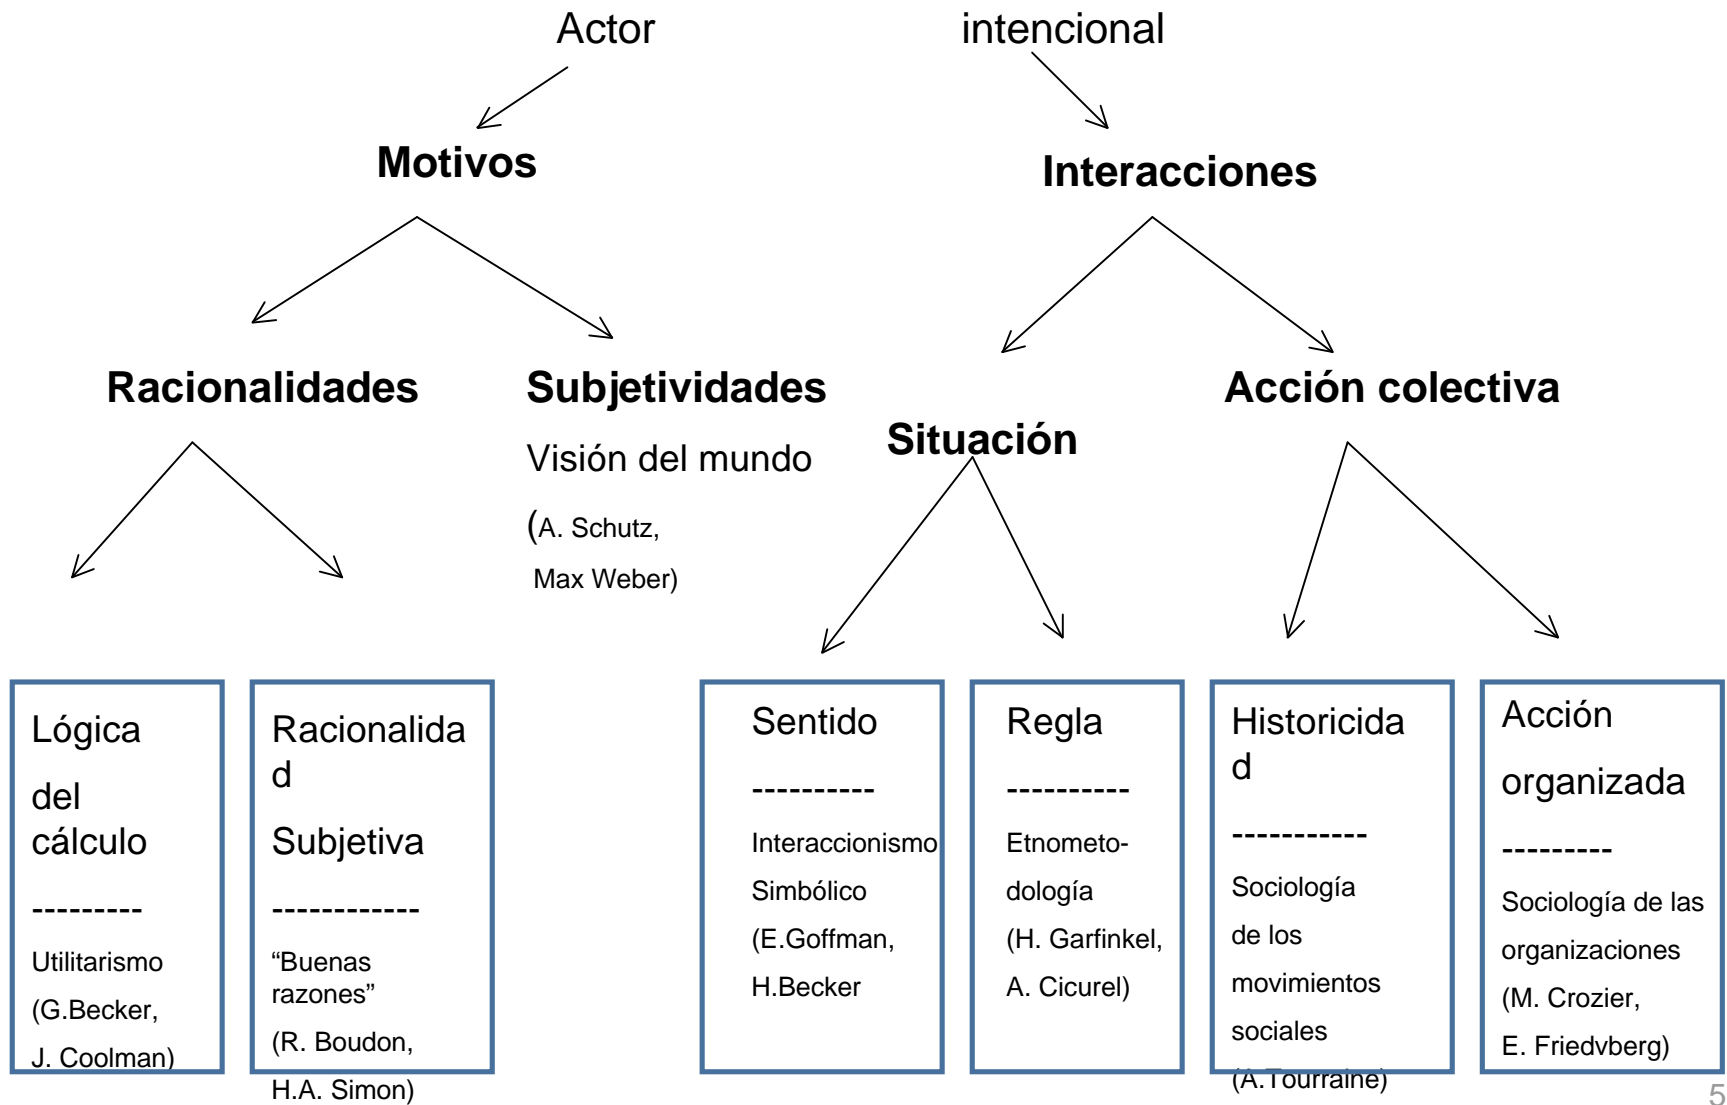 Actor intencional
Motivos
Interacciones
Racionalidades
Subjetividades
Visión del mundo
(A. Schutz,
Max Weber)
Situación
Acción colectiva
Lógica
del
cálculo
---------
Utilitarismo
(G.Becker,
J. Coolman)
Racionalida
d
Subjetiva
------------
“Buenas
razones”
(R. Boudon,
H.A. Simon)
Sentido
----------
Interaccionismo
Simbólico
(E.Goffman,
H.Becker
Regla
----------
Etnometo-
dología
(H. Garfinkel,
A. Cicurel)
Historicida
d
-----------
Sociología
de los
movimientos
sociales
(A.Tourraine)
Acción
organizada
---------
Sociología de las
organizaciones
(M. Crozier,
E. Friedvberg)
5